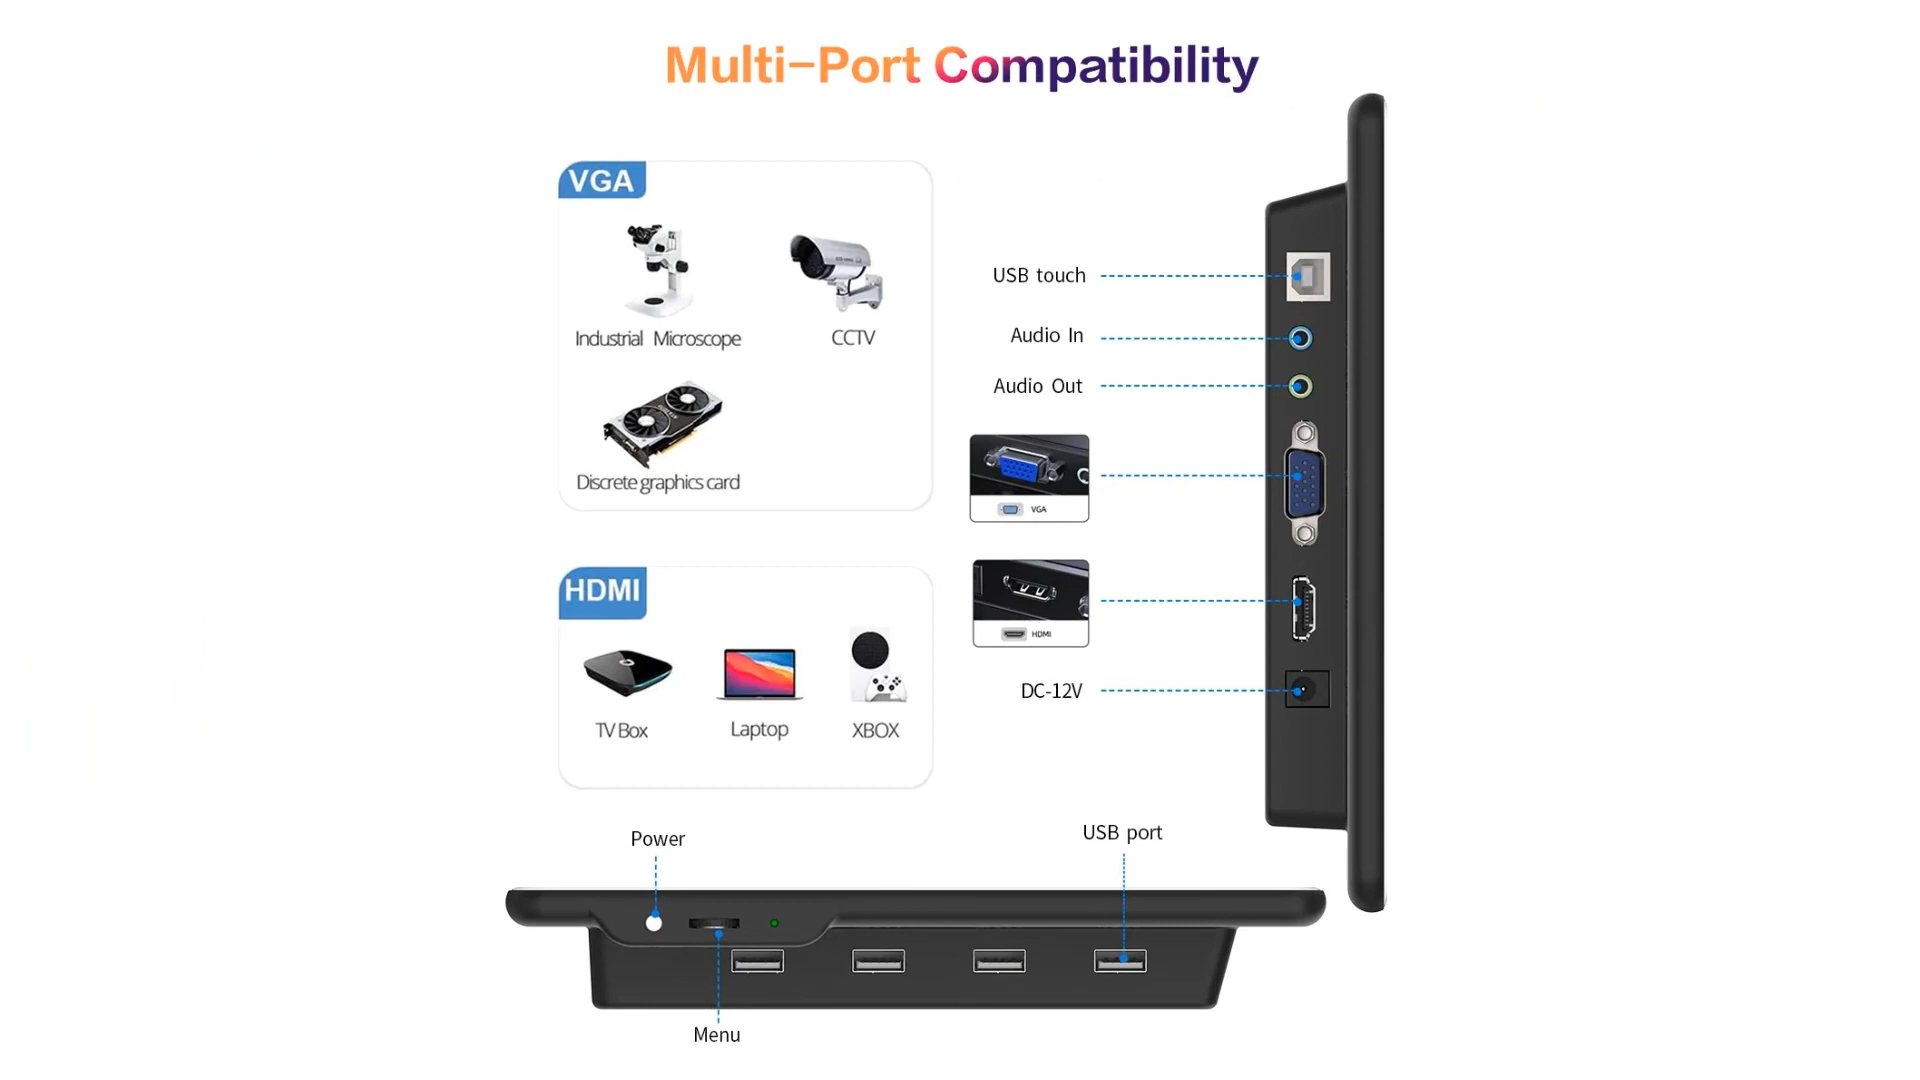 Multi-Port Compatibility
VGA
Industrial Microscope
CCTV
Discrete graphics card
USB touch
Audio In
Audio Out
VGA
HDMI
DC-12V
HDMI
TV Box
Laptop
XBOX
Power
USB port
Menu